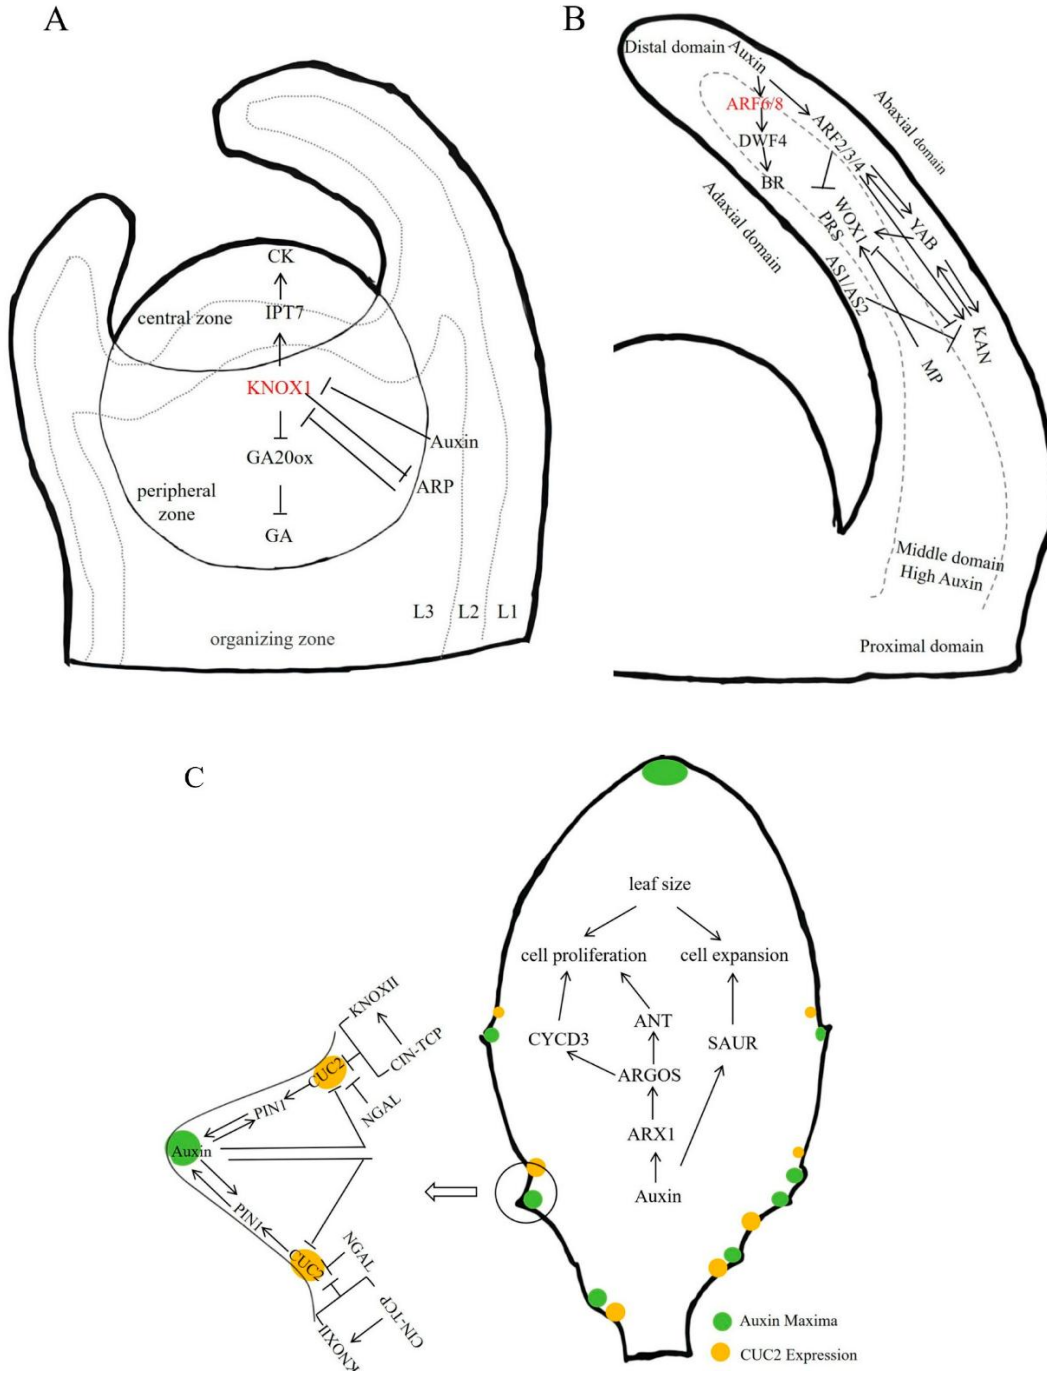 A
CK
central zone
IPT7
KNOX1
Auxin
GA20ox
ARP
peripheral
zone
GA
L3
L2
L1
organizing zone
B
Distal domain
Auxin
ARF6/8
DWF4
BR
ARF2/3/4
Abaxial domain
Adaxial domain
WOX1
PRS
YAB
AS1/AS2
KAN
MP
Middle domain
High Auxin
Proximal domain
C
leaf size
cell proliferation
cell expansion
CYCD3
ANT
SAUR
ARGOS
ARX1
Auxin
KNOXII
CIN-TCP
CUC2
NGAL
PIN1
Auxin
PIN1
CUC2
NGAL
CIN-TCP
KNOXII
Auxin Maxima
CUC2 Expression